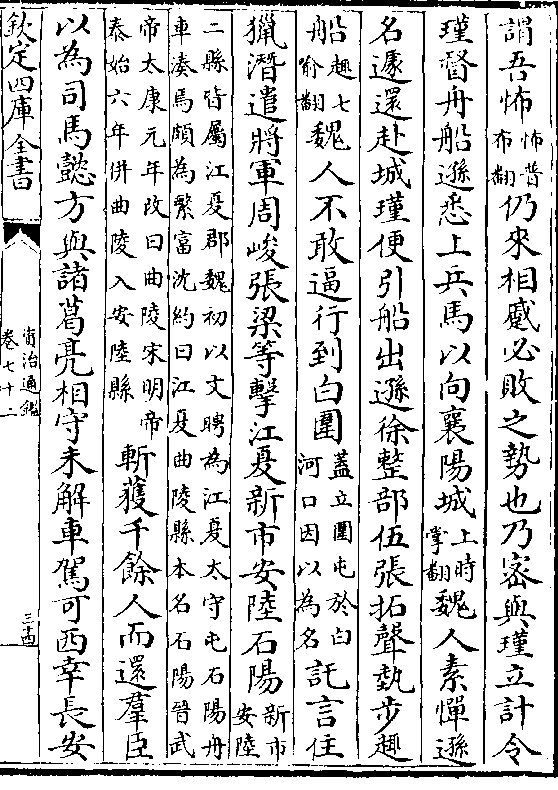 謂吾怖怖普布翻仍來相蹙必敗之勢也乃密與瑾立計令
瑾督舟船遜悉上兵馬以向襄陽城上時掌翻魏人素憚遜
名遽還赴城瑾便引船出遜徐整部伍張拓聲埶步趣
船趣七喻翻魏人不敢逼行到白圍蓋立圍屯於白河口因以為名託言住
獵潛遣將軍周峻張梁等擊江夏新市安陸石陽新市安陸
二縣皆屬江夏郡魏初以文聘為江夏太守屯石陽舟
車湊馬頗為繁富沈約曰江夏曲陵縣本名石陽晉武
帝太康元年改曰曲陵宋明帝泰始六年併曲陵入安陸縣斬獲千餘人而還羣臣
以為司馬懿方與諸葛亮相守未解車駕可西幸長安
欽定四庫全書
資治通鑑
卷七十二
三十四